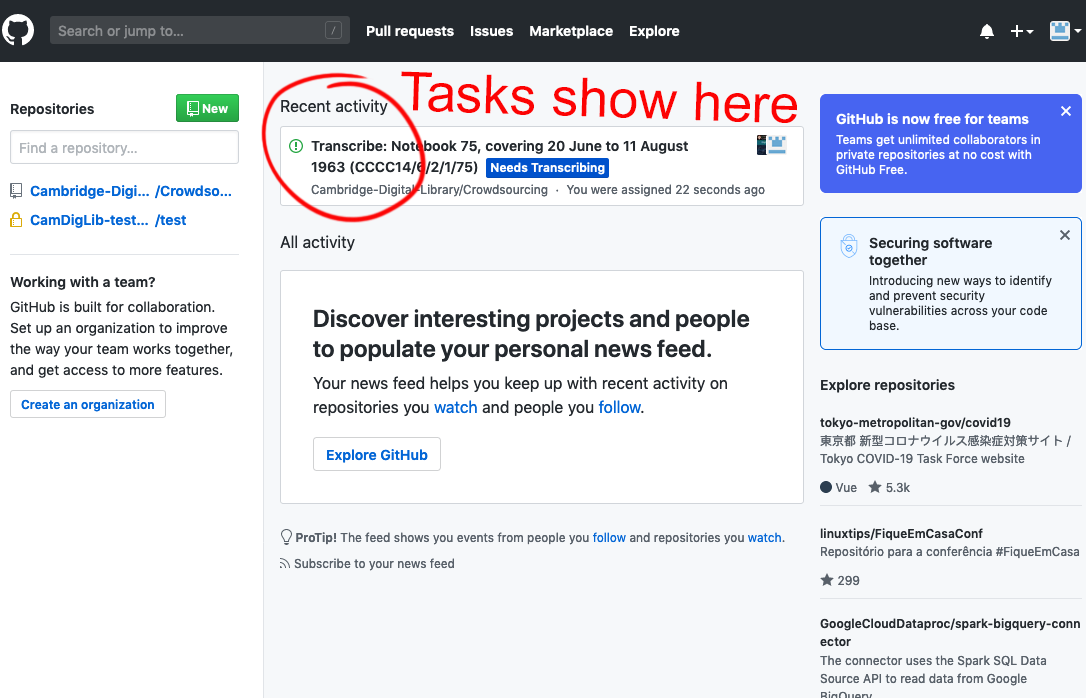 Search or jump to... /
Pull requests Issues Marketplace Explore
Repositories
New
Find a repository...
Cambridge-Digi... /Crowdso...
CamDigLib-test... /test
Working with a team?
GitHub is built for collaboration.
Set up an organization to improve
the way your team works together,
and get access to more features.
Create an organization
Recent activity
Tasks show here
Transcribe: Notebook 75, covering 20 June to 11 August
1963 (CCCC14/6/2/1/75) Needs Transcribing
Cambridge-Digital-Library/Crowdsourcing · You were assigned 22 seconds ago
All activity
Discover interesting projects and people
to populate your personal news feed.
Your news feed helps you keep up with recent activity on
repositories you watch and people you follow.
Explore GitHub
ProTip! The feed shows you events from people you follow and repositories you watch.
Subscribe to your news feed
GitHub is now free for teams
Teams get unlimited collaborators in
private repositories at no cost with
GitHub Free.
Securing software
together
Introducing new ways to identify
and prevent security
vulnerabilities across your code
base.
Explore repositories
tokyo-metropolitan-gov/covid19
東京都 新型コロナウイルス感染症対策サイト /
Tokyo COVID-19 Task Force website
Vue 5.3k
linuxtips/FiqueEmCasaConf
Repositório para a conferência #FiqueEmCasa
299
GoogleCloudDataproc/spark-bigquery-conn
ector
The connector uses the Spark SQL Data
Source API to read data from Google
BigQuery